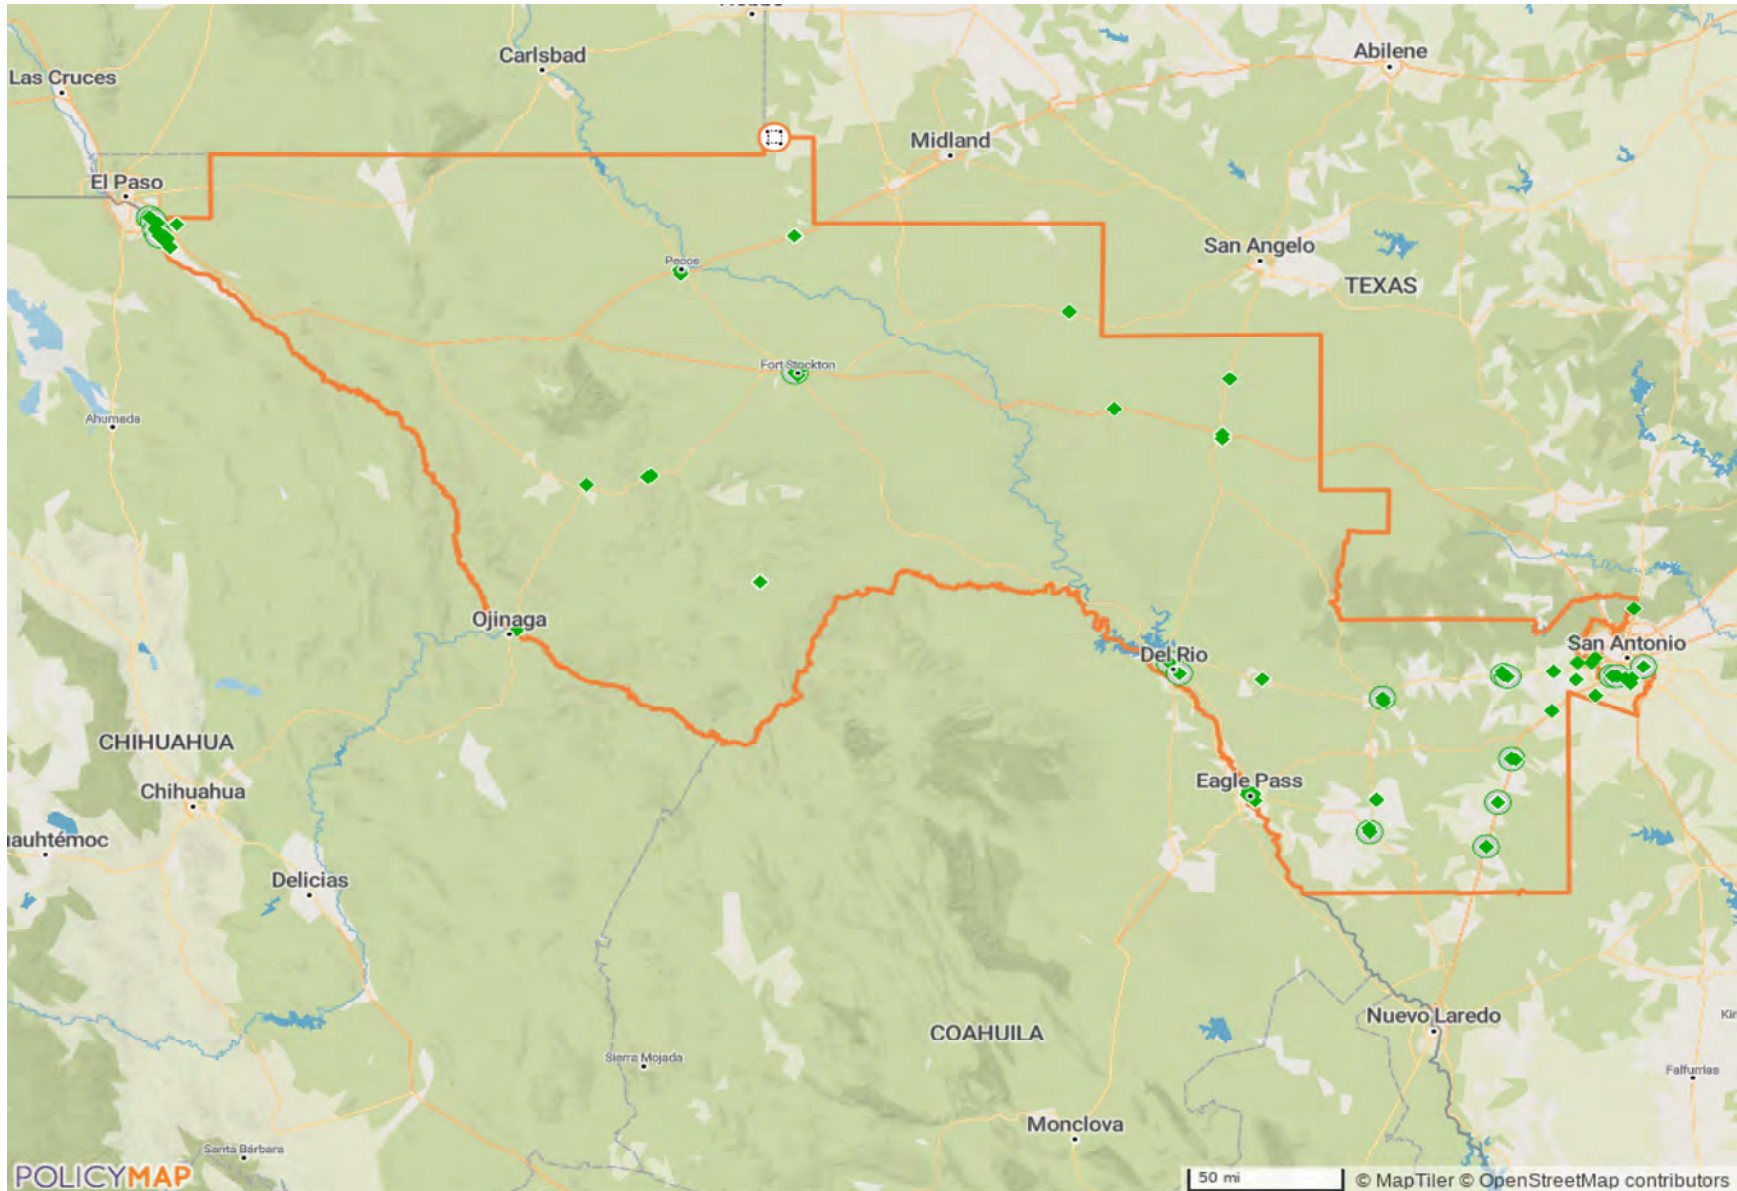 Carlsbad
Abilene
Las Cruces
Midland
El Paso
San Angelo
Pecos
TEXAS
Fort Stockton
Ahumada
Ojinaga
San Antonio
Del Rio
CHIHUAHUA
Eagle Pass
Chihuahua
uauhtémoc
Delicias
Nuevo Laredo
COAHUILA
Sierra Mojada
Falfurrias
Monclova
Santa Bárbara
POLICYMAP
50 mi
© MapTiler © OpenStreetMap contributors